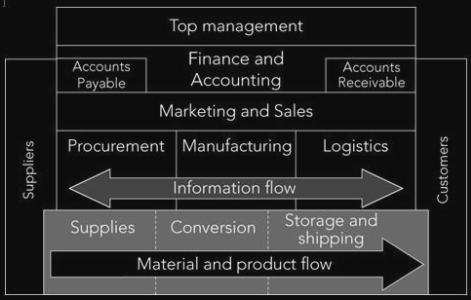 Top management
Finance and
Accounting
Accounts
Payable
Accounts
Receivable
Marketing and Sales
Suppliers
Procurement
Manufacturing
Logistics
Customers
Information flow
Supplies
Conversion
Storage and
shipping
Material and product flow